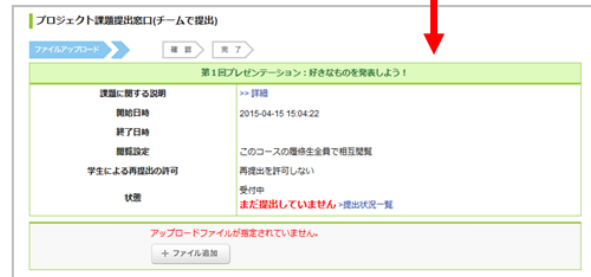 プロジェクト課題提出窓口(チームで提出)
ファイルアップロード 確 認 完 了
第1回プレゼンテーション：好きなものを発表しよう！
課題に関する説明 >> 詳細
開始日時 2015-04-15 15:04:22
終了日時
閲覧設定 このコースの履修生全員で相互閲覧
学生による再提出の許可 再提出を許可しない
状態 受付中
まだ提出していません >提出状況一覧
アップロードファイルが指定されていません。
+ ファイル追加